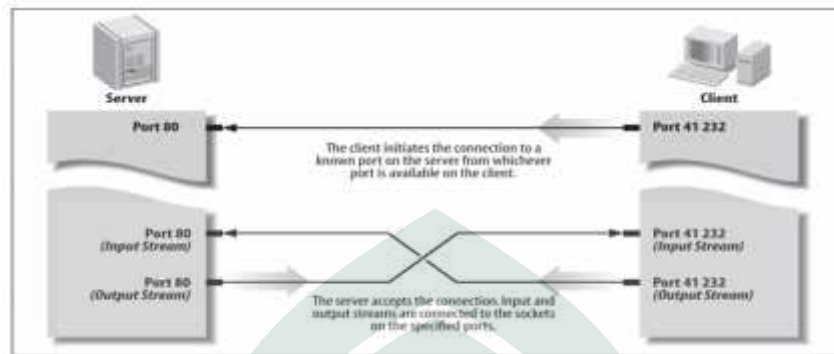 Server
Client
Port 80
Port 41 232
The client initiates the connection to a
known port on the server from whichever
port is available on the client.
Port 80
(Input Stream)
Port 41 232
(Input Stream)
Port 80
(Output Stream)
Port 41 232
(Output Stream)
The server accepts the connection. Input and
output streams are connected to the sockets
on the specified ports.